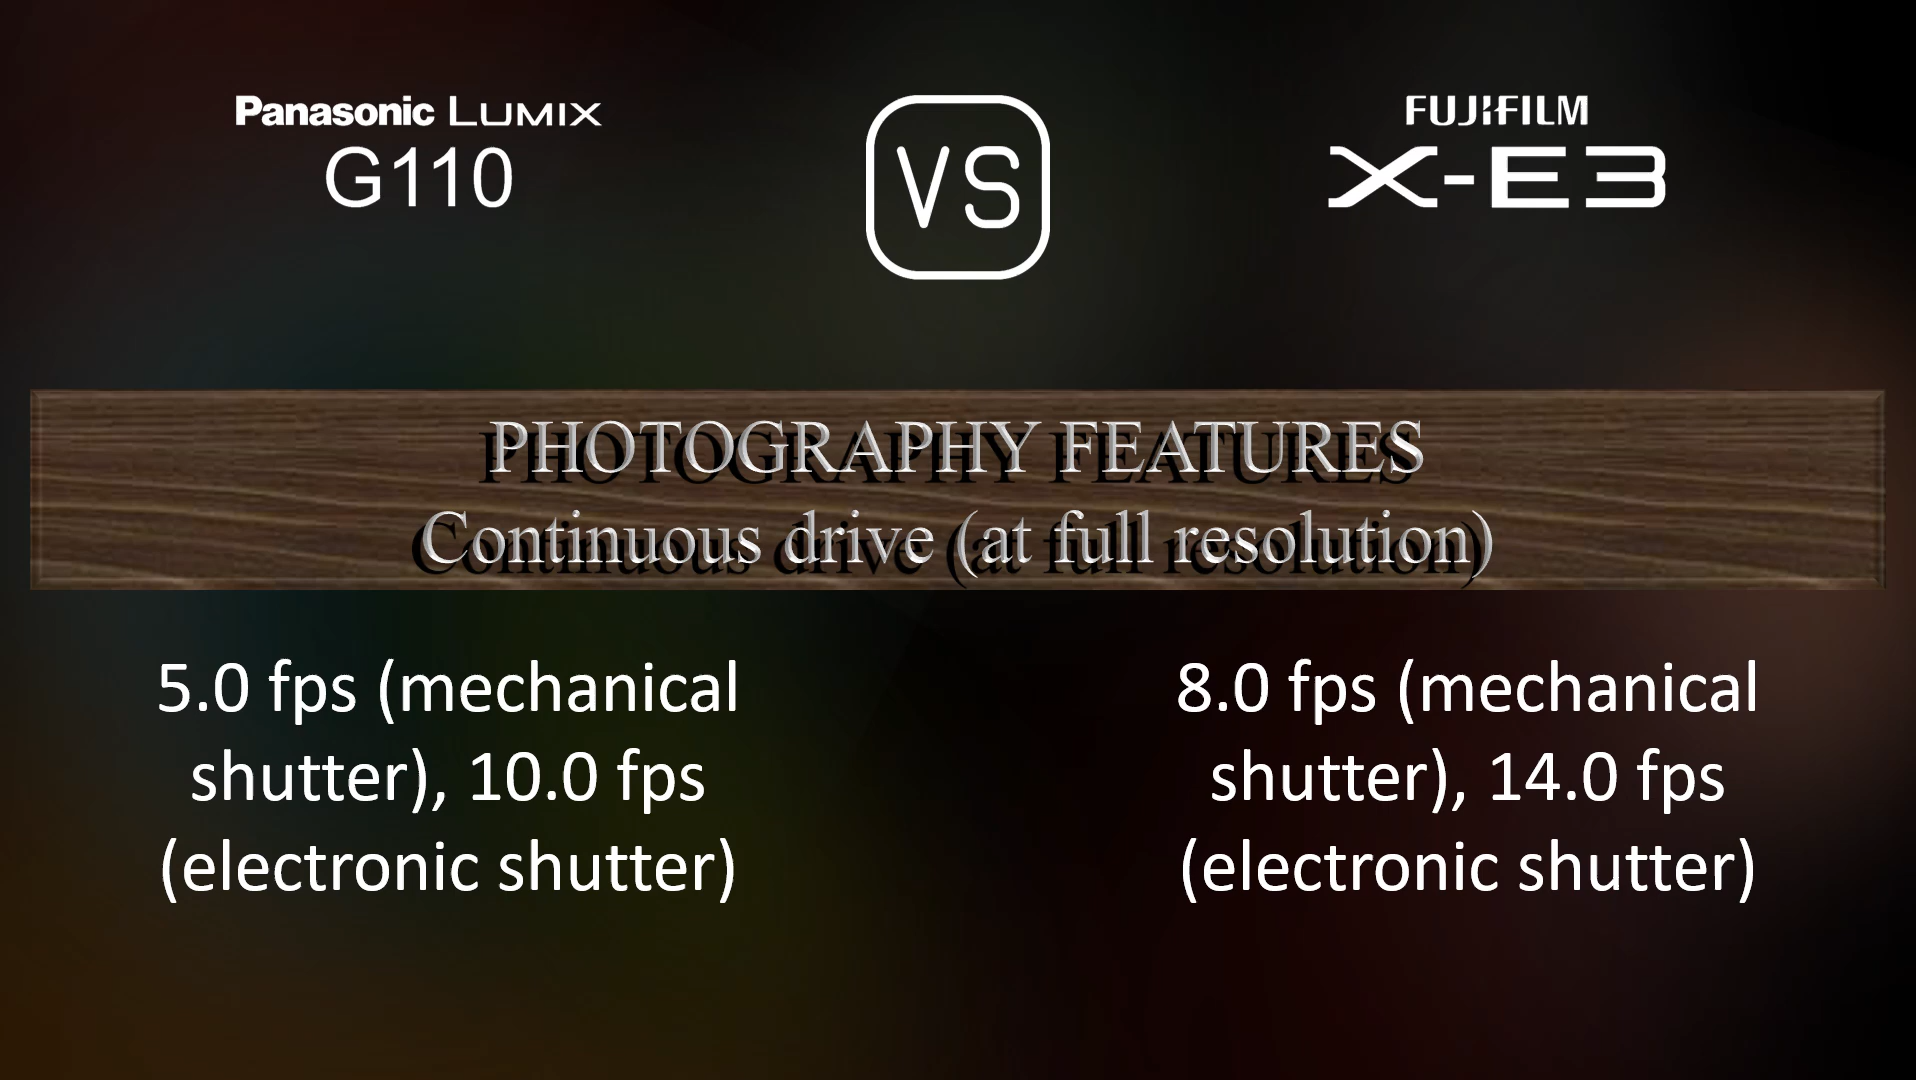 Panasonic LUMIX
G110
VS
FUJIFILM
X-E3
PHOTOGRAPHY FEATURES
Continuous drive (at full resolution)
5.0 fps (mechanical
shutter), 10.0 fps
(electronic shutter)
8.0 fps (mechanical
shutter), 14.0 fps
(electronic shutter)